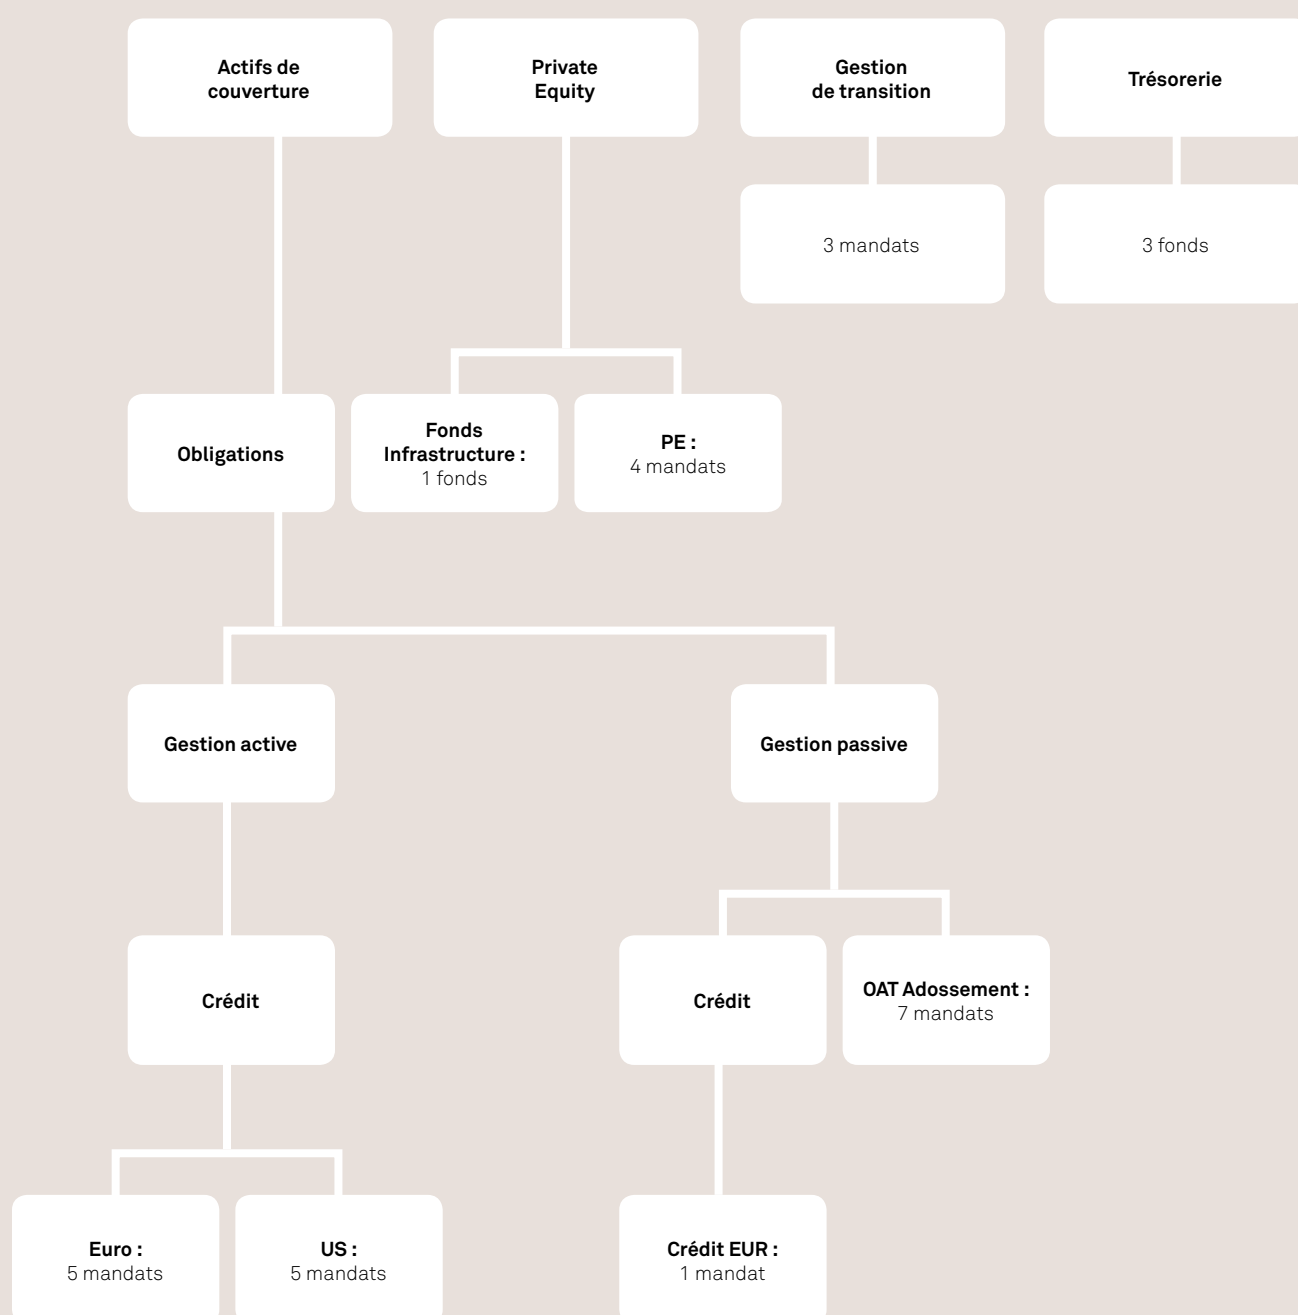 Actifs de
couverture
Private
Equity
Gestion
de transition
Trésorerie
3 mandats
3 fonds
Obligations
Fonds
Infrastructure :
1 fonds
PE :
4 mandats
Gestion active
Gestion passive
Crédit
Crédit
OAT Adossement :
7 mandats
Euro :
5 mandats
US :
5 mandats
Crédit EUR :
1 mandat